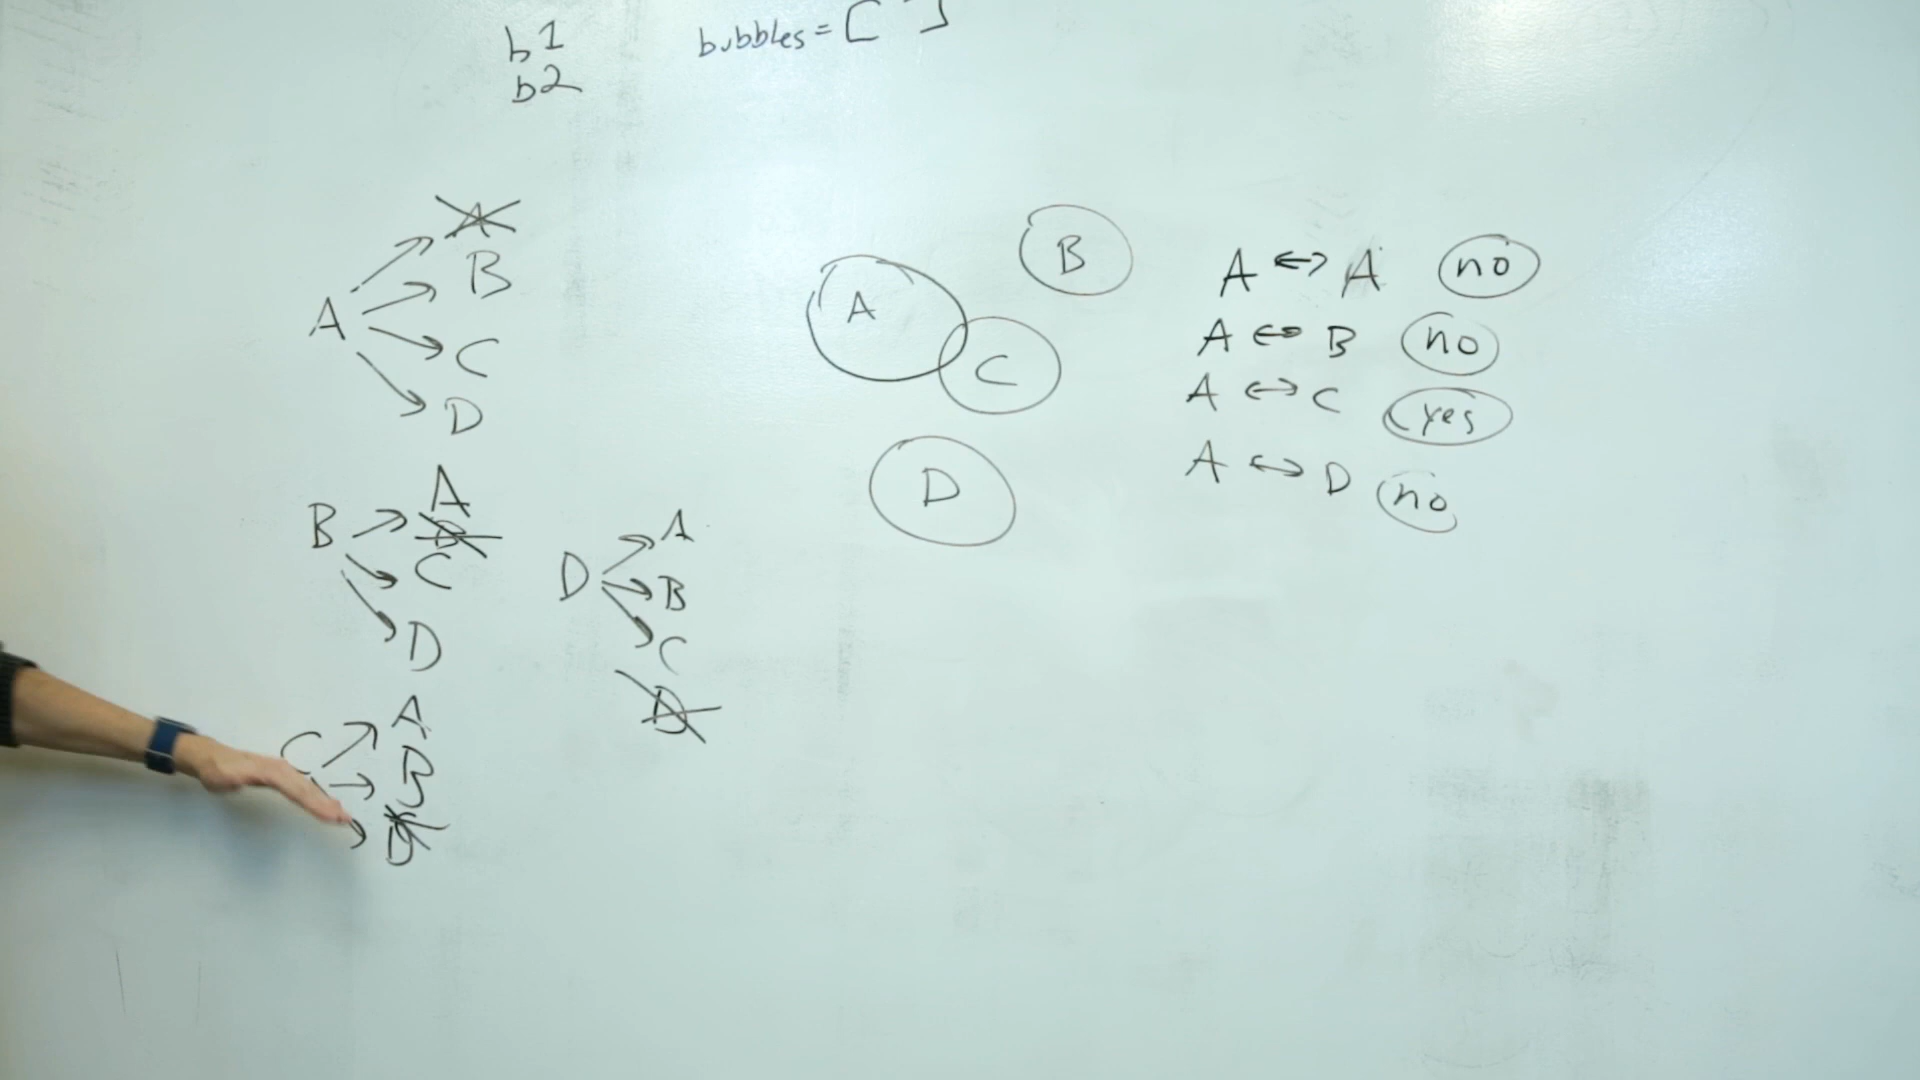 b1
b2
bubbles = [ ]
A
A
B
C
D
B
A
B
C
D
C
A
B
D
D
A
B
C
D
A
B
C
D
A ↔ A no
A ↔ B no
A ↔ C yes
A ↔ D no